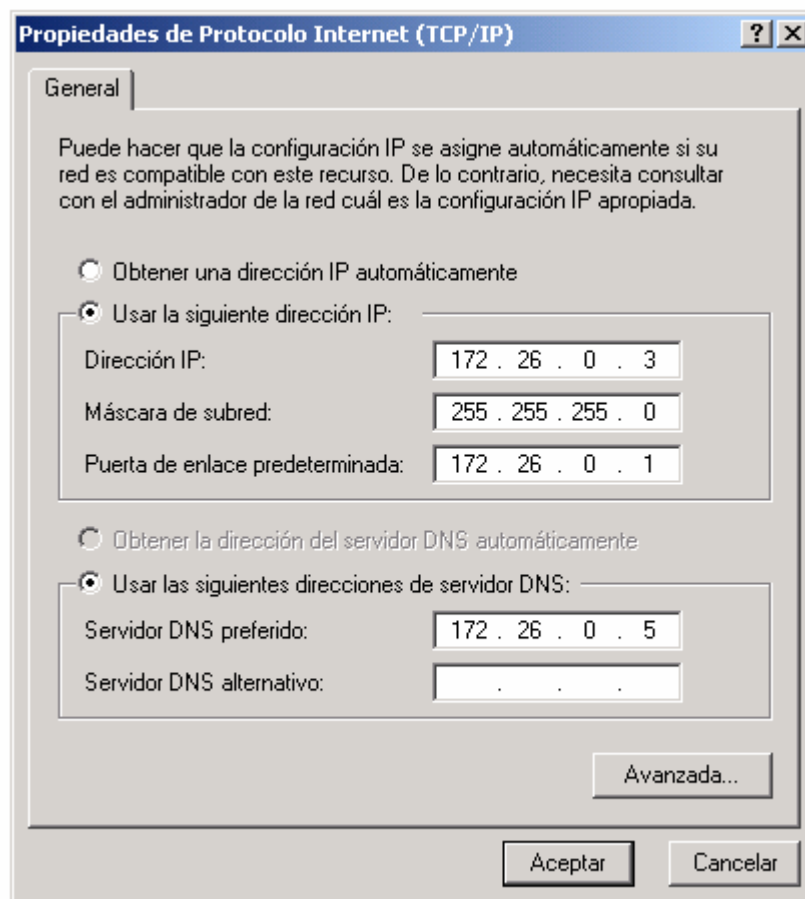 Propiedades de Protocolo Internet (TCP/IP)
General
Puede hacer que la configuración IP se asigne automáticamente si su
red es compatible con este recurso. De lo contrario, necesita consultar
con el administrador de la red cuál es la configuración IP apropiada.
Obtener una dirección IP automáticamente
Usar la siguiente dirección IP:
Dirección IP: 172 . 26 . 0 . 3
Máscara de subred: 255 . 255 . 255 . 0
Puerta de enlace predeterminada: 172 . 26 . 0 . 1
Obtener la dirección del servidor DNS automáticamente
Usar las siguientes direcciones de servidor DNS:
Servidor DNS preferido: 172 . 26 . 0 . 5
Servidor DNS alternativo: . . .
Avanzada...
Aceptar Cancelar